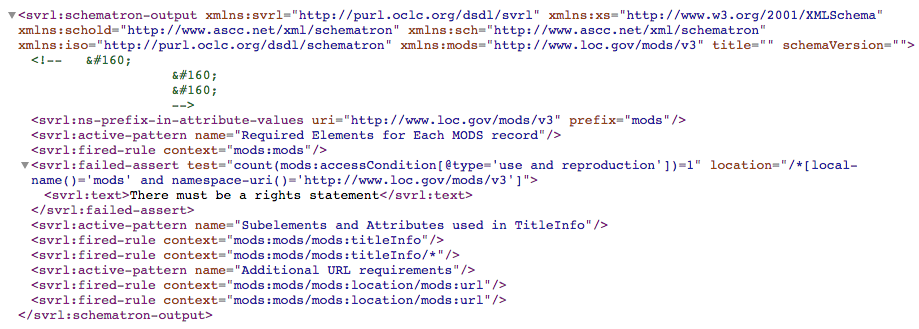 <svrl:schematron-output xmlns:svrl="http://purl.oclc.org/dsdl/svrl" xmlns:xs="http://www.w3.org/2001/XMLSchema"
xmlns:schold="http://www.ascc.net/xml/schematron" xmlns:sch="http://www.ascc.net/xml/schematron"
xmlns:iso="http://purl.oclc.org/dsdl/schematron" xmlns:mods="http://www.loc.gov/mods/v3" title="" schemaVersion="">
<!-- &#160;
&#160;
&#160;
-->
<svrl:ns-prefix-in-attribute-values uri="http://www.loc.gov/mods/v3" prefix="mods"/>
<svrl:active-pattern name="Required Elements for Each MODS record"/>
<svrl:fired-rule context="mods:mods"/>
<svrl:failed-assert test="count(mods:accessCondition[@type='use and reproduction'])=1" location="/*[local-
name()='mods' and namespace-uri()='http://www.loc.gov/mods/v3']">
<svrl:text>There must be a rights statement</svrl:text>
</svrl:failed-assert>
<svrl:active-pattern name="Subelements and Attributes used in TitleInfo"/>
<svrl:fired-rule context="mods:mods/mods:titleInfo"/>
<svrl:fired-rule context="mods:mods/mods:titleInfo/*"/>
<svrl:active-pattern name="Additional URL requirements"/>
<svrl:fired-rule context="mods:mods/mods:location/mods:url"/>
<svrl:fired-rule context="mods:mods/mods:location/mods:url"/>
</svrl:schematron-output>